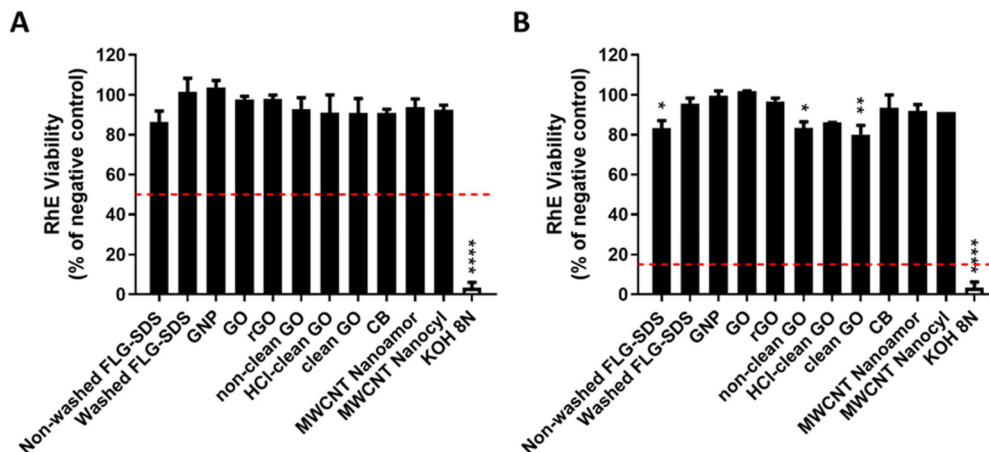 A
RhE Viability
(% of negative control)
120
100
80
60
40
20
0
****
Non-washed FLG-SDS
Washed FLG-SDS
GNP
GO
rGO
non-clean GO
HCl-clean GO
clean GO
CB
MWCNT Nanoamor
MWCNT Nanocyl
KOH 8N
B
RhE Viability
(% of negative control)
120
100
80
60
40
20
0
*
*
**
****
Non-washed FLG-SDS
Washed FLG-SDS
GNP
GO
rGO
non-clean GO
HCl-clean GO
clean GO
CB
MWCNT Nanoamor
MWCNT Nanocyl
KOH 8N